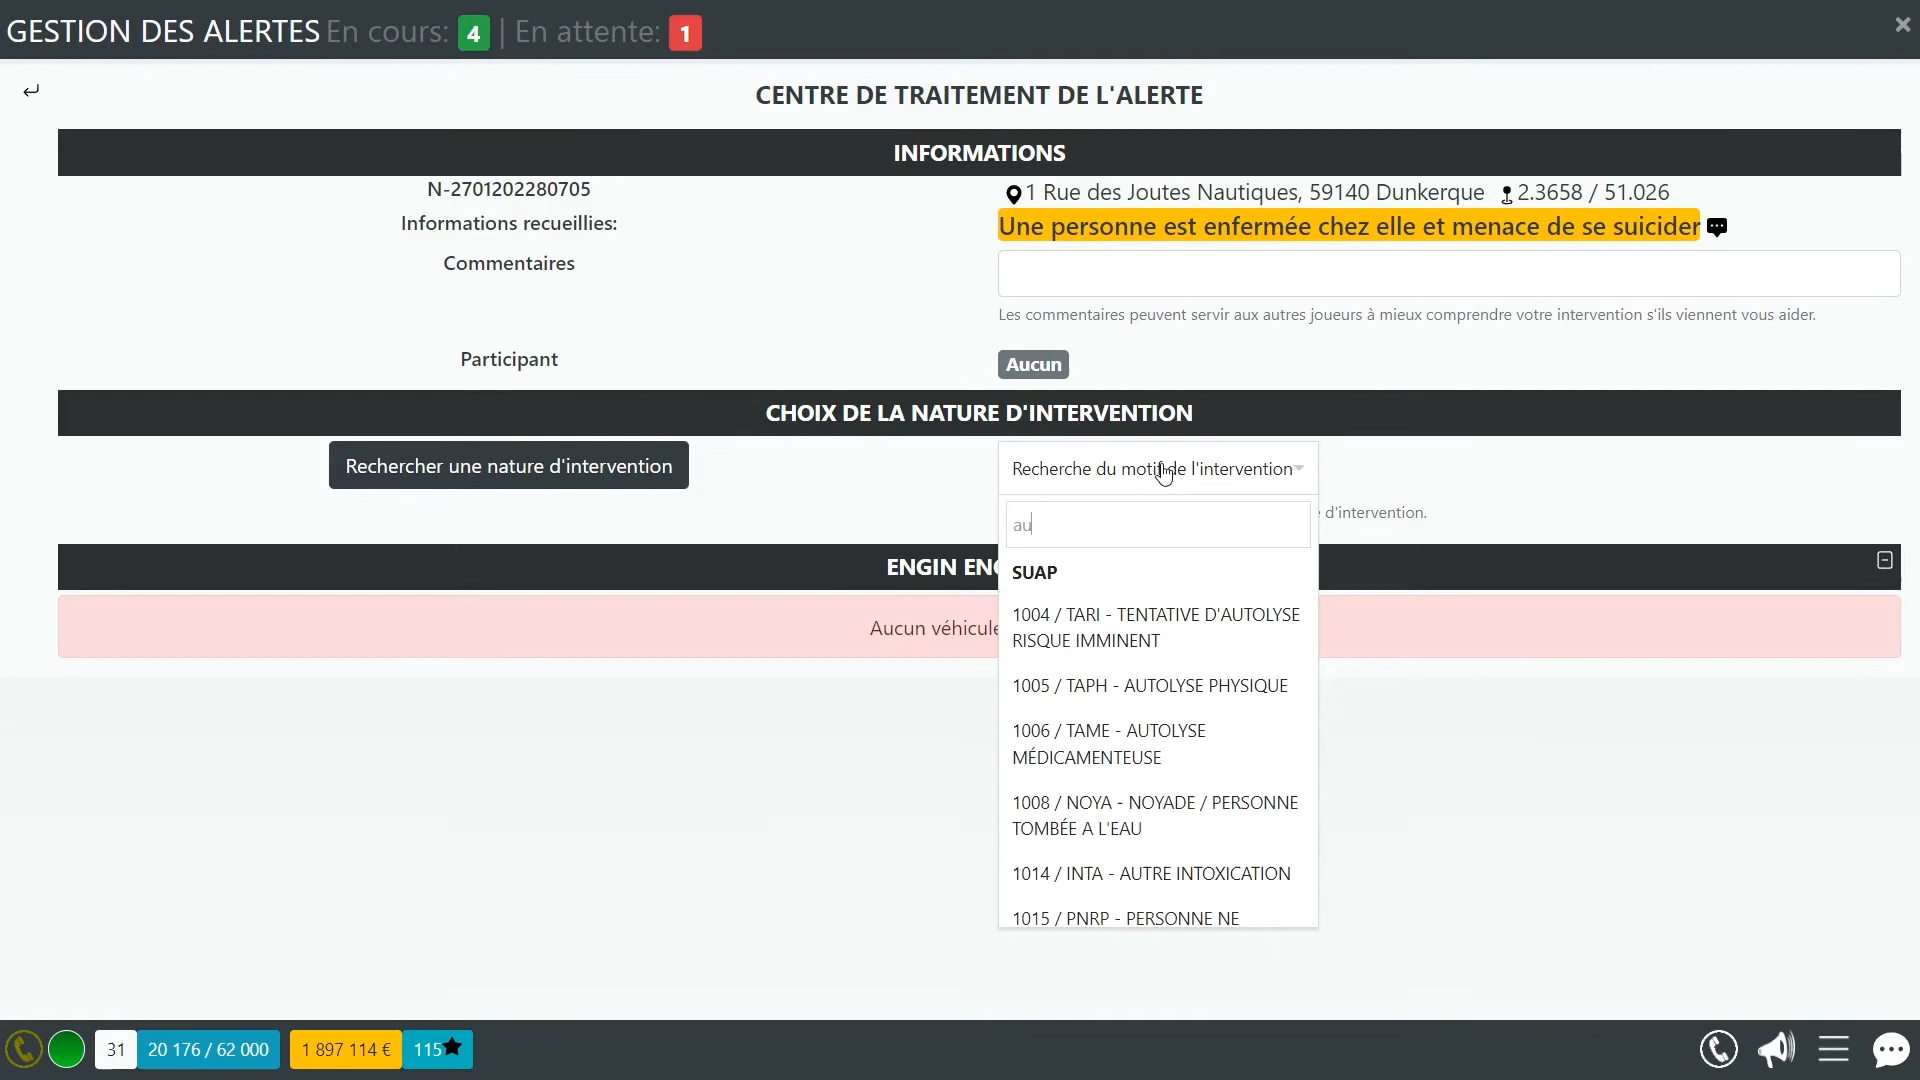 GESTION DES ALERTES En cours: 4 | En attente: 1
CENTRE DE TRAITEMENT DE L'ALERTE
INFORMATIONS
N-2701202280705
1 Rue des Joutes Nautiques, 59140 Dunkerque 2.3658 / 51.026
Informations recueillies:
Une personne est enfermée chez elle et menace de se suicider
Commentaires
Les commentaires peuvent servir aux autres joueurs à mieux comprendre votre intervention s'ils viennent vous aider.
Participant
Aucun
CHOIX DE LA NATURE D'INTERVENTION
Rechercher une nature d'intervention
Recherche du motif de l'intervention
d'intervention.
au
ENGIN
SUAP
1004 / TARI - TENTATIVE D'AUTOLYSE
RISQUE IMMINENT
Aucun véhicule
1005 / TAPH - AUTOLYSE PHYSIQUE
1006 / TAME - AUTOLYSE
MÉDICAMENTEUSE
1008 / NOYA - NOYADE / PERSONNE
TOMBÉE A L'EAU
1014 / INTA - AUTRE INTOXICATION
1015 / PNRP - PERSONNE NE
31 20 176 / 62 000 1 897 114 € 115